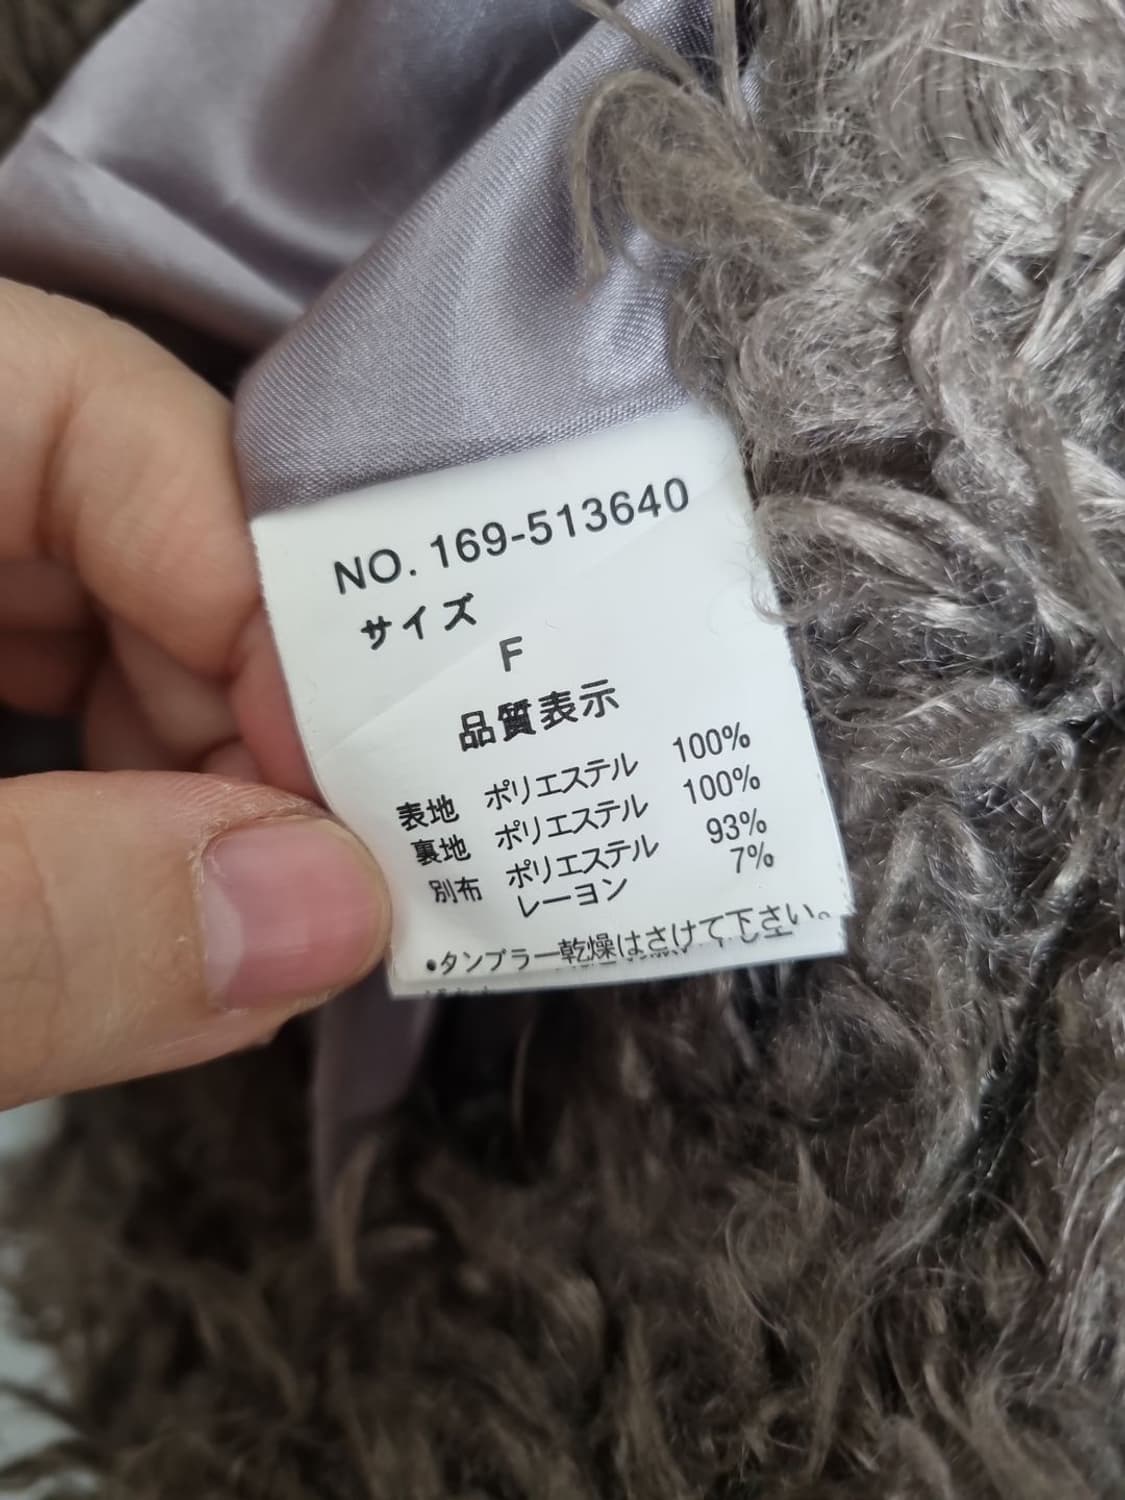 NO. 169-513640
サイズ
F
品質表示
表地 ポリエステル 100%
裏地 ポリエステル 100%
別布 ポリエステル 93%
レーヨン 7%
•タンブラー乾燥はさけて下さい。